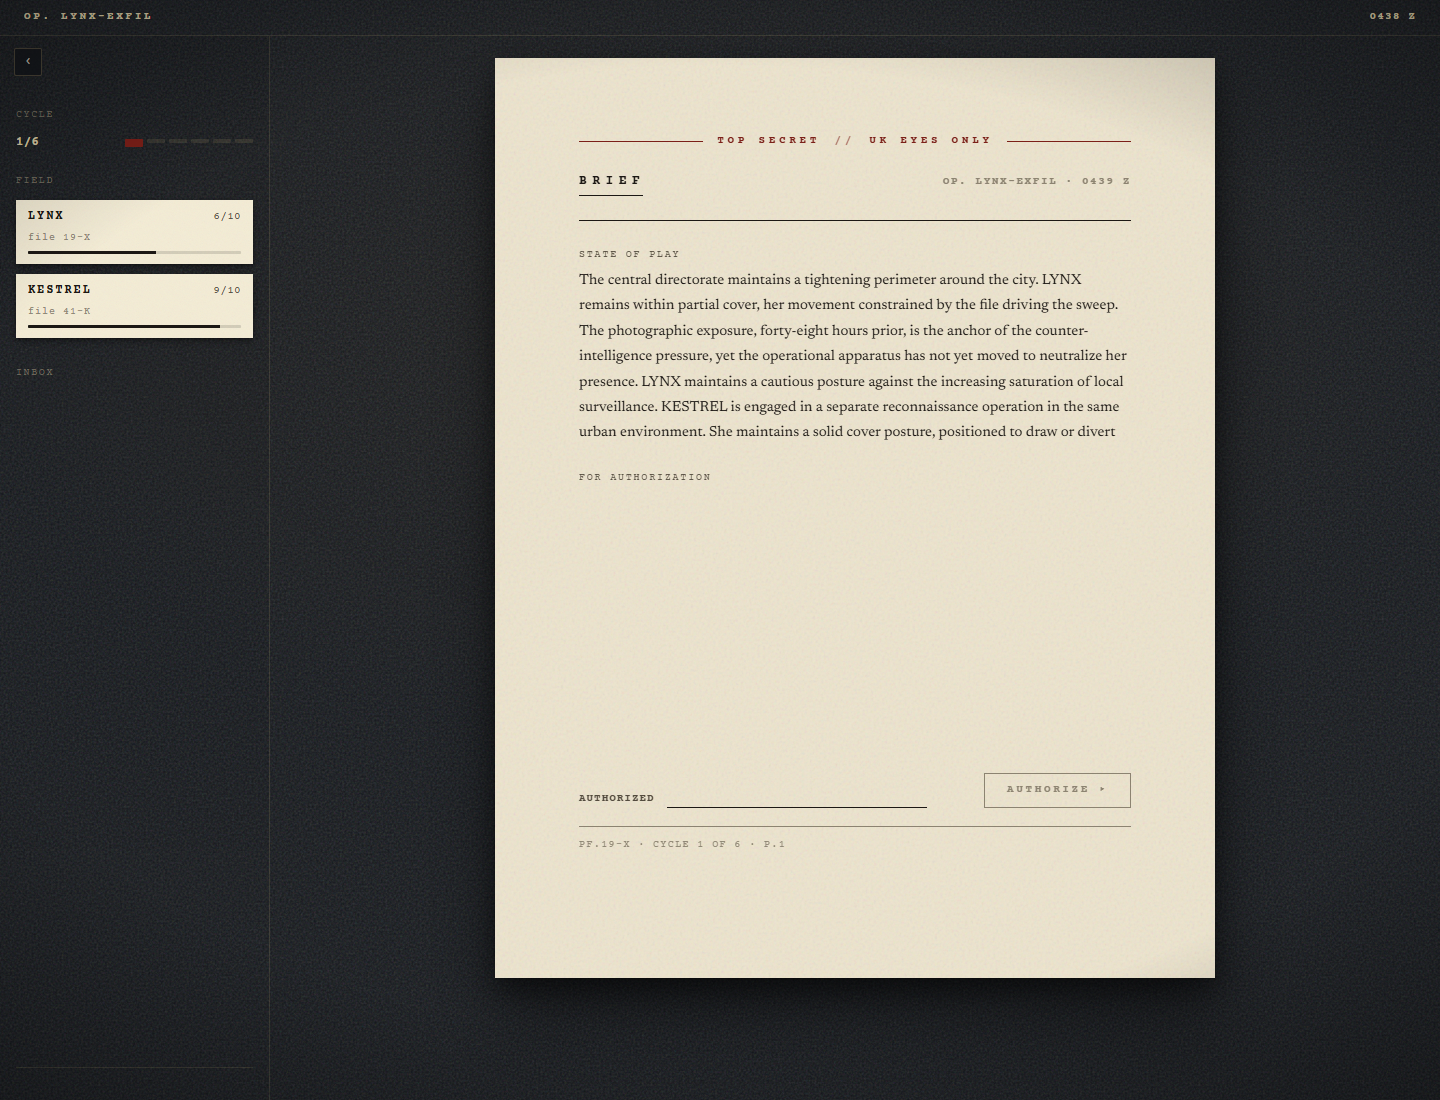 OP. LYNX-EXFIL
0438 Z
‹
CYCLE
1/6
FIELD
LYNX 6/10
file 19-X
KESTREL 9/10
file 41-K
INBOX
TOP SECRET // UK EYES ONLY
BRIEF
OP. LYNX-EXFIL · 0439 Z
STATE OF PLAY
The central directorate maintains a tightening perimeter around the city. LYNX
remains within partial cover, her movement constrained by the file driving the sweep.
The photographic exposure, forty-eight hours prior, is the anchor of the counter-
intelligence pressure, yet the operational apparatus has not yet moved to neutralize her
presence. LYNX maintains a cautious posture against the increasing saturation of local
surveillance. KESTREL is engaged in a separate reconnaissance operation in the same
urban environment. She maintains a solid cover posture, positioned to draw or divert
FOR AUTHORIZATION
AUTHORIZED
AUTHORIZE ▸
PF.19-X · CYCLE 1 OF 6 · P.1